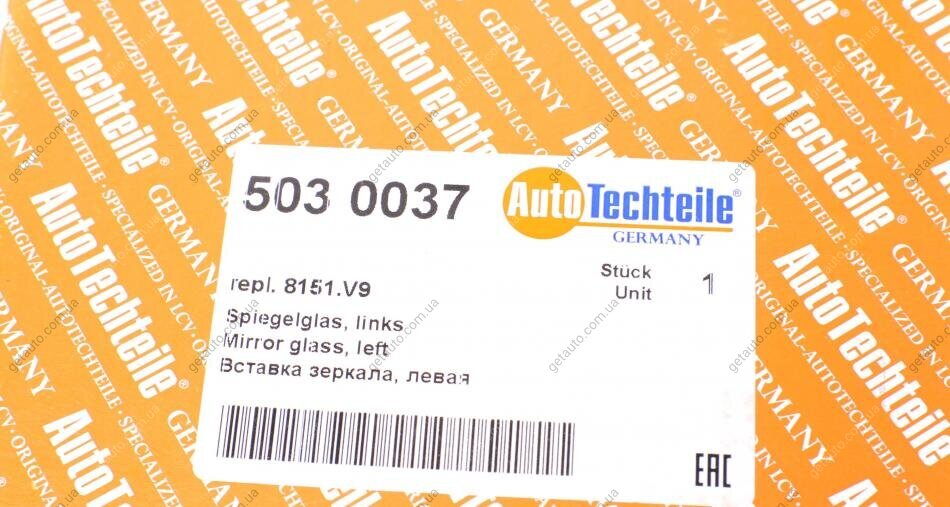 503 0037
AutoTechteile®
GERMANY
repl. 8151.V9
Stück 1
Unit
Spiegelglas, links
Mirror glass, left
Вставка зеркала, левая
EAC
AutoTechteile®
GERMANY
SPECIALIZED IN LCV · ORIGINAL
getauto.com.ua